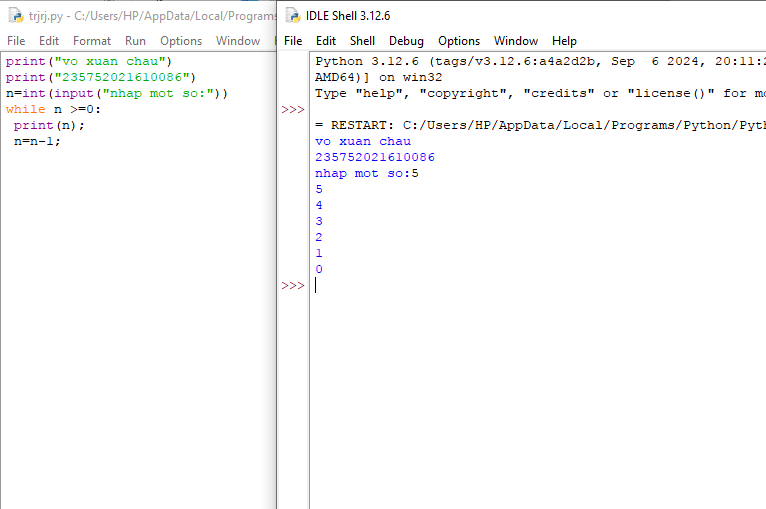 trjrj.py - C:/Users/HP/AppData/Local/Programs
File Edit Format Run Options Window
print("vo xuan chau")
print("235752021610086")
n=int(input("nhap mot so:"))
while n >=0:
 print(n);
 n=n-1;
IDLE Shell 3.12.6
File Edit Shell Debug Options Window Help
Python 3.12.6 (tags/v3.12.6:a4a2d2b, Sep  6 2024, 20:11:2
AMD64)] on win32
Type "help", "copyright", "credits" or "license()" for mo
>>>
= RESTART: C:/Users/HP/AppData/Local/Programs/Python/Pyth
vo xuan chau
235752021610086
nhap mot so:5
5
4
3
2
1
0
>>>